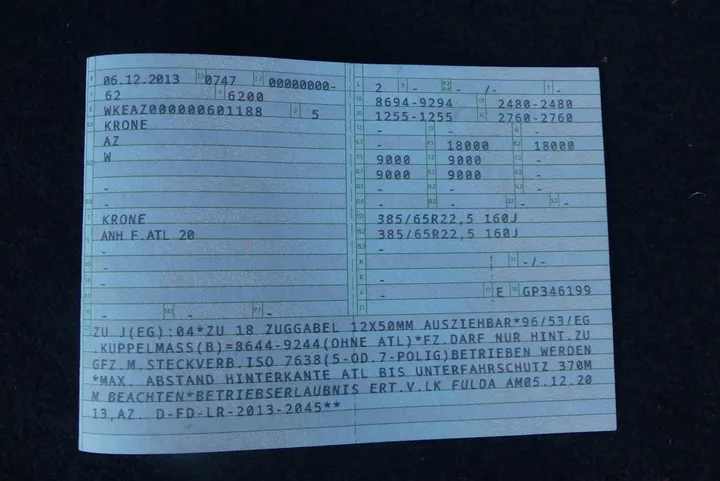 06.12.2013 0747 00000000-
62 6200
WKEAZ000000601188 5
KRONE
AZ
W
-
-
KRONE
ANH F.ATL 20
-
-
-
-
- - -
2 - - /- -
8694-9294 2480-2480
1255-1255 2760-2760
- - -
- 18000 18000
9000 9000 -
9000 9000 -
- - -
- - - -
385/65R22,5 160J
385/65R22,5 160J
-
- -/-
-
- E GP346199
ZU J(EG):04*ZU 18 ZUGGABEL 12X50MM AUSZIEHBAR*96/53/EG
.KUPPELMASS(B)=8644-9244(OHNE ATL)*FZ.DARF NUR HINT.ZU
GFZ.M.STECKVERB.ISO 7638(5-OD.7-POLIG)BETRIEBEN WERDEN
*MAX. ABSTAND HINTERKANTE ATL BIS UNTERFAHRSCHUTZ 370M
M BEACHTEN*BETRIEBSERLAUBNIS ERT.V.LK FULDA AM05.12.20
13,AZ. D-FD-LR-2013-2045**